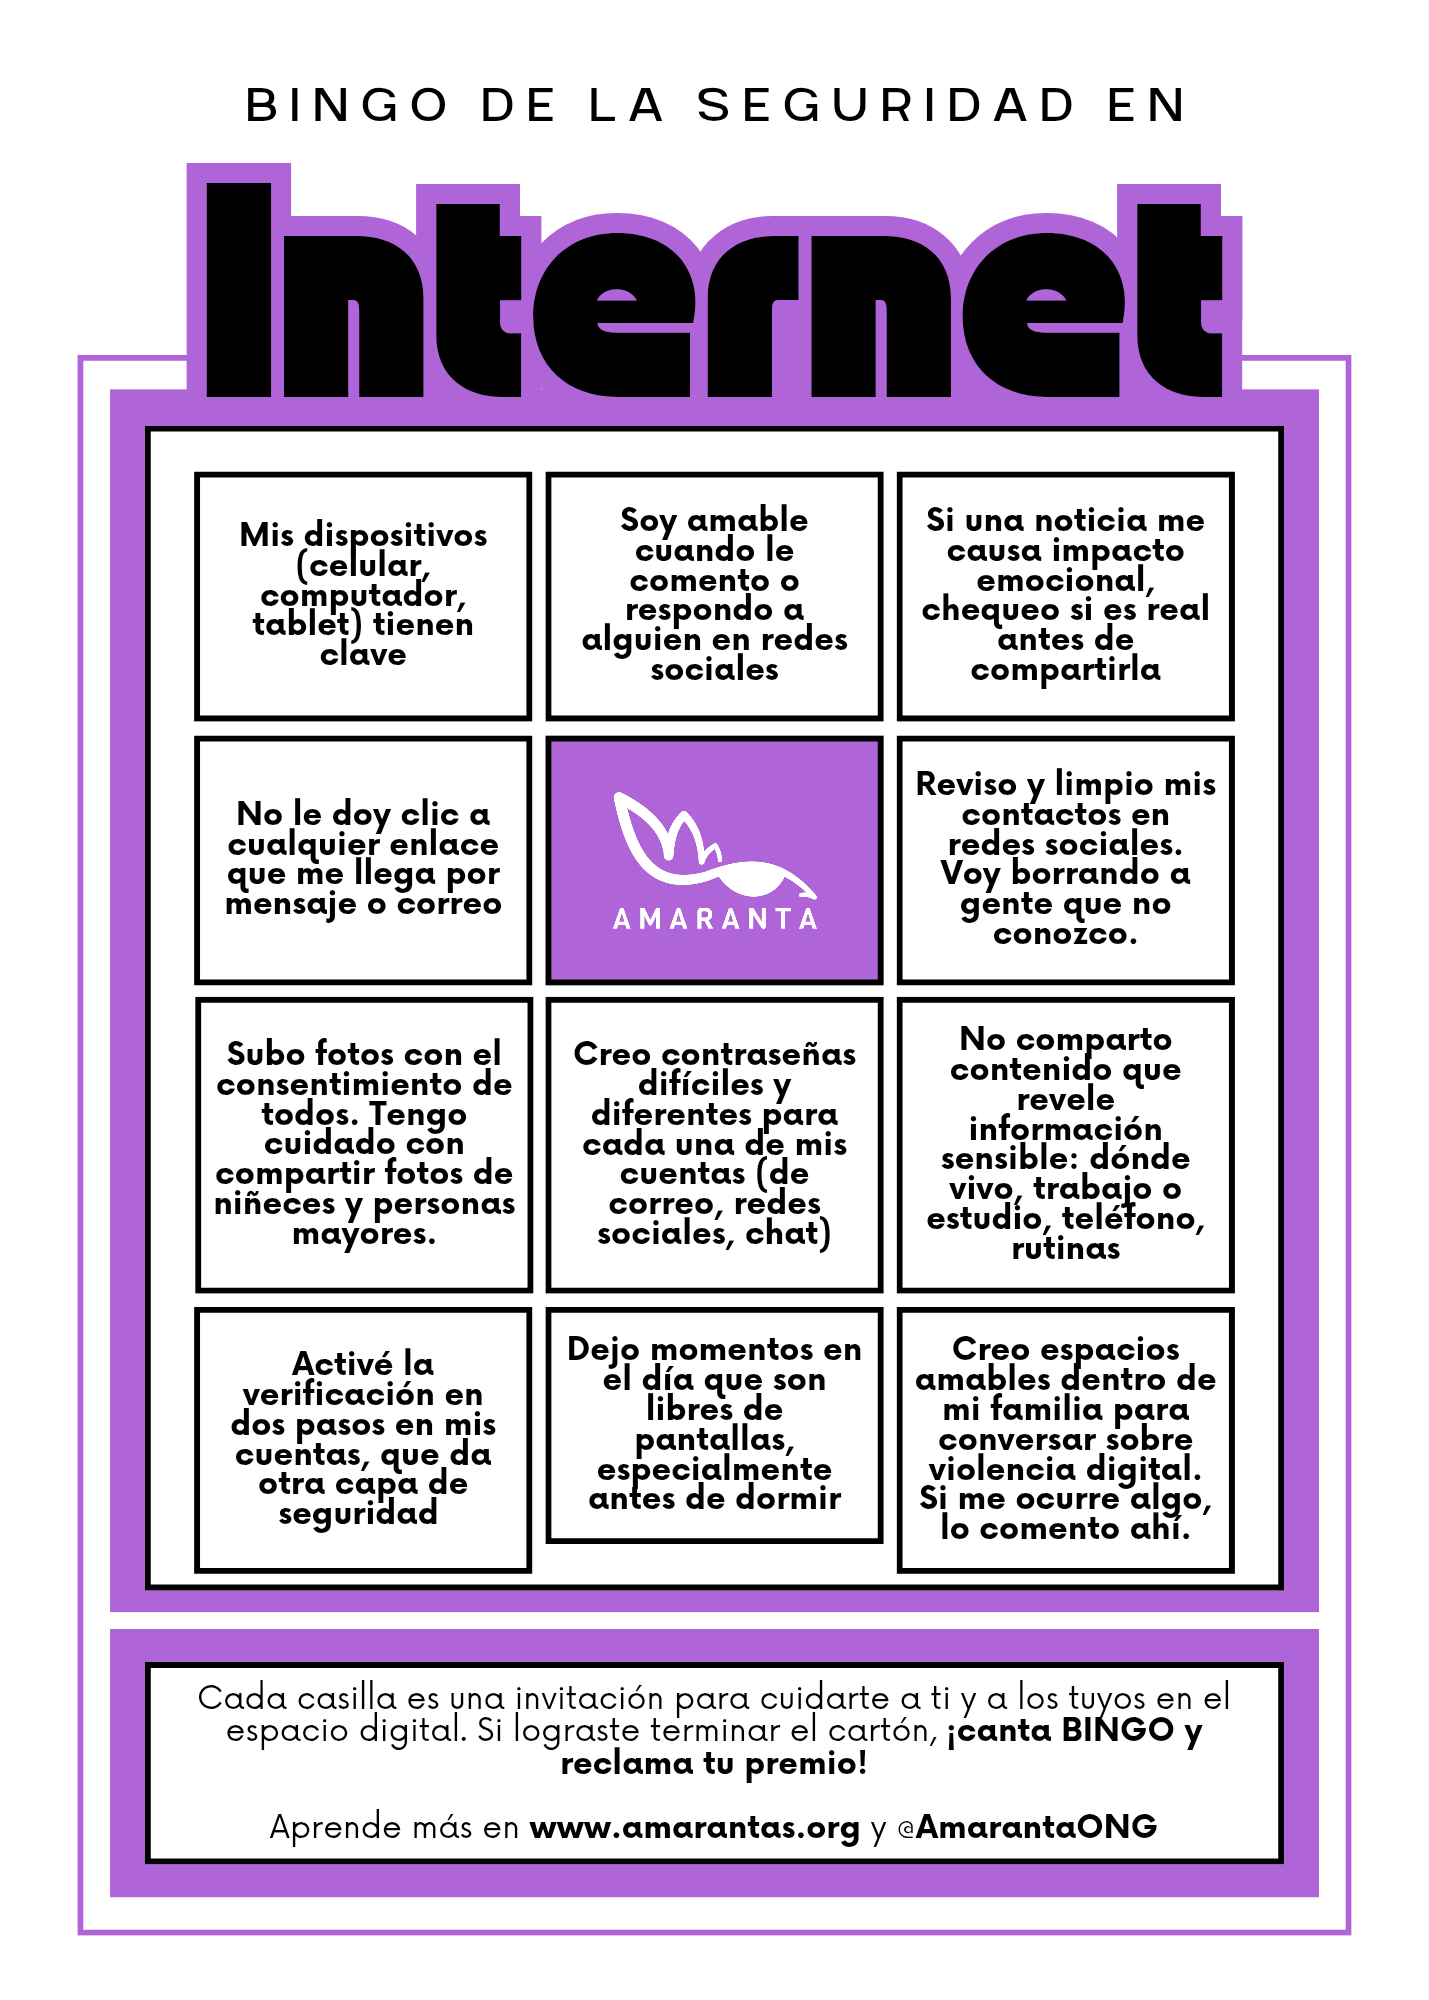 BINGO DE LA SEGURIDAD EN
Internet
Mis dispositivos
(celular,
computador,
tablet) tienen
clave
Soy amable
cuando le
comento o
respondo a
alguien en redes
sociales
Si una noticia me
causa impacto
emocional,
chequeo si es real
antes de
compartirla
No le doy clic a
cualquier enlace
que me llega por
mensaje o correo
AMARANTA
Reviso y limpio mis
contactos en
redes sociales.
Voy borrando a
gente que no
conozco.
Subo fotos con el
consentimiento de
todos. Tengo
cuidado con
compartir fotos de
niñeces y personas
mayores.
Creo contraseñas
difíciles y
diferentes para
cada una de mis
cuentas (de
correo, redes
sociales, chat)
No comparto
contenido que
revele
información
sensible: dónde
vivo, trabajo o
estudio, teléfono,
rutinas
Activé la
verificación en
dos pasos en mis
cuentas, que da
otra capa de
seguridad
Dejo momentos en
el día que son
libres de
pantallas,
especialmente
antes de dormir
Creo espacios
amables dentro de
mi familia para
conversar sobre
violencia digital.
Si me ocurre algo,
lo comento ahí.
Cada casilla es una invitación para cuidarte a ti y a los tuyos en el
espacio digital. Si lograste terminar el cartón, ¡canta BINGO y
reclama tu premio!
Aprende más en www.amarantas.org y @AmarantaONG